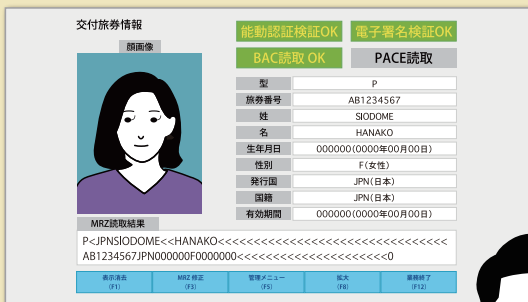 交付旅券情報
顔画像
能動認証検証OK 電子署名検証OK
BAC読取 OK PACE読取
型 P
旅券番号 AB1234567
姓 SIODOME
名 HANAKO
生年月日 000000(0000年00月00日)
性別 F(女性)
発行国 JPN(日本)
国籍 JPN(日本)
有効期間 000000(0000年00月00日)
MRZ読取結果
P<JPNSIODOME<<HANAKO<<<<<<<<<<<<<<<<<<<<<<<<<<<<<<<<
AB1234567JPN000000F0000000<<<<<<<<<<<<<<<<<<<<<0
表示消去 MRZ 修正 管理メニュー 拡大 業務終了
(F1) (F3) (F5) (F8) (F12)